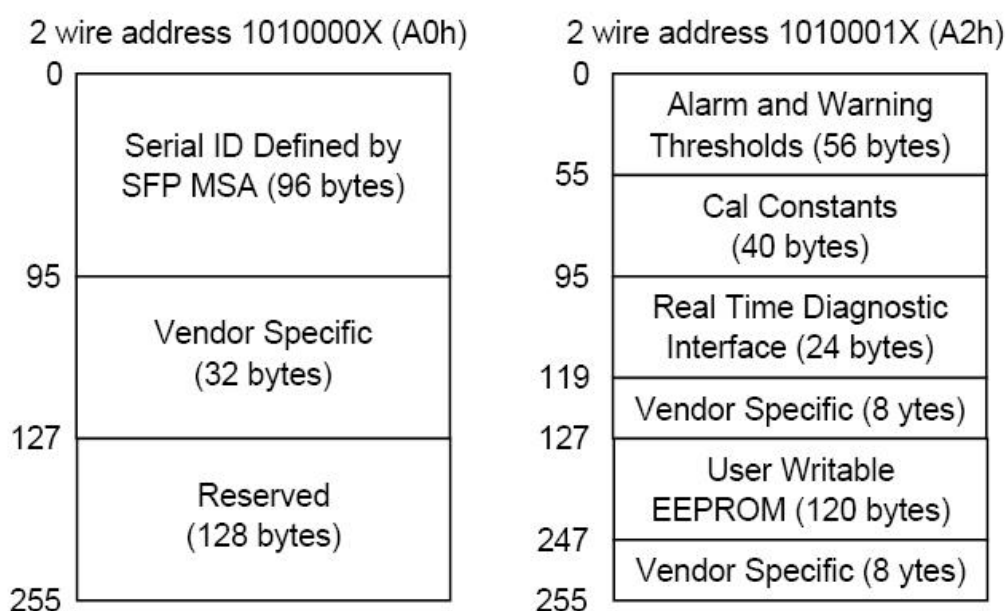 2 wire address 1010000X (A0h)
0
Serial ID Defined by
SFP MSA (96 bytes)
95
Vendor Specific
(32 bytes)
127
Reserved
(128 bytes)
255
2 wire address 1010001X (A2h)
0
Alarm and Warning
Thresholds (56 bytes)
55
Cal Constants
(40 bytes)
95
Real Time Diagnostic
Interface (24 bytes)
119
Vendor Specific (8 ytes)
127
User Writable
EEPROM (120 bytes)
247
Vendor Specific (8 ytes)
255